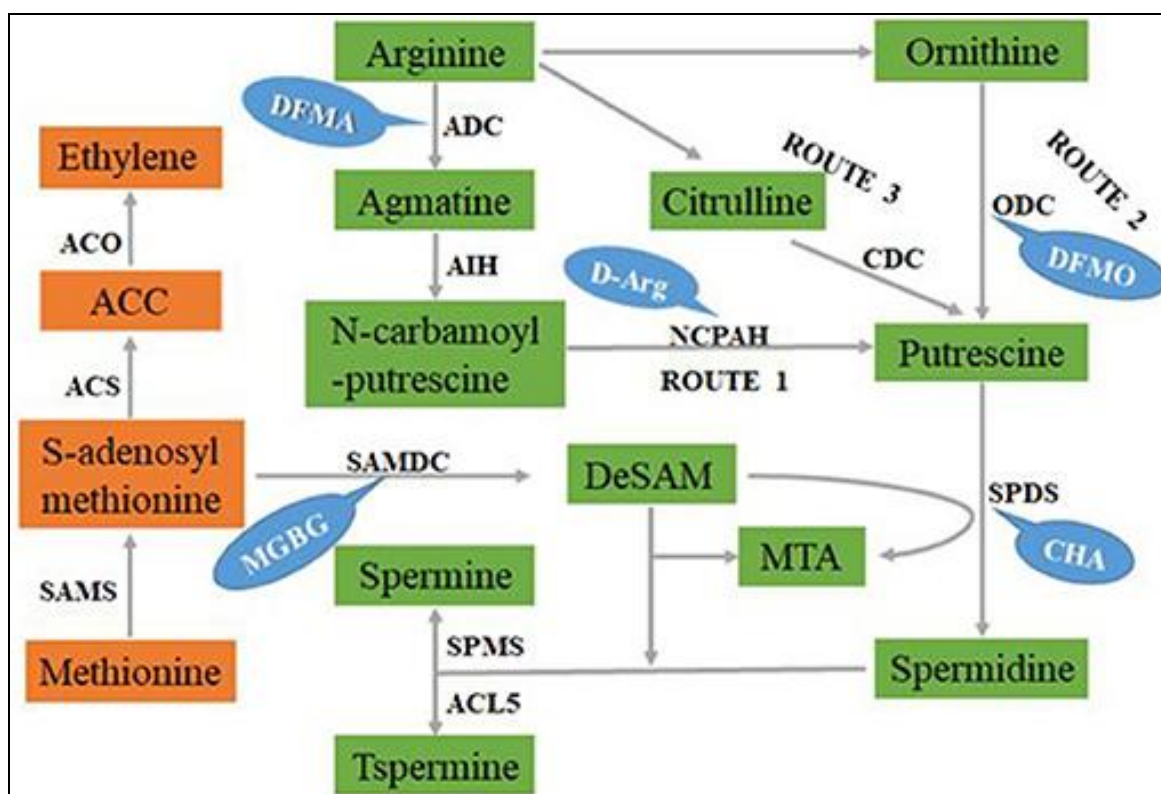 Arginine
Ornithine
DFMA
ADC
Ethylene
ROUTE 3
ROUTE 2
Agmatine
Citrulline
ODC
ACO
AIH
D-Arg
CDC
DFMO
ACC
N-carbamoyl
-putrescine
NCPAH
ROUTE 1
Putrescine
ACS
S-adenosyl
methionine
SAMDC
DeSAM
SPDS
MGBG
CHA
Spermine
MTA
SAMS
SPMS
Methionine
Spermidine
ACL5
Tspermine